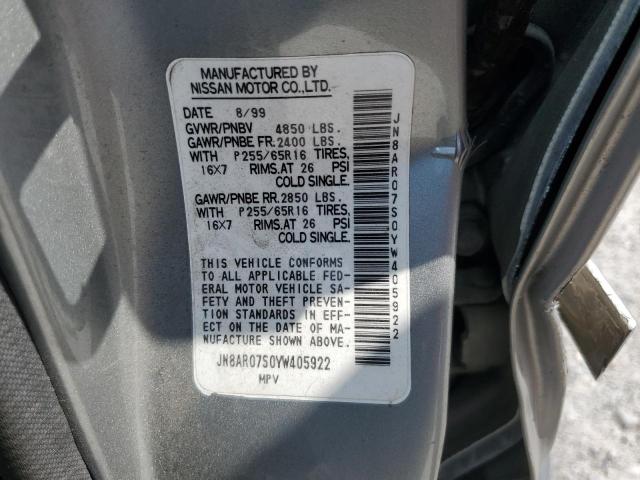 MANUFACTURED BY
NISSAN MOTOR CO.,LTD.
DATE 8/99
GVWR/PNBV 4850 LBS.
GAWR/PNBE FR.2400 LBS.
WITH P255/65R16 TIRES,
16X7 RIMS.AT 26 PSI
COLD SINGLE.
GAWR/PNBE RR.2850 LBS.
WITH P255/65R16 TIRES,
16X7 RIMS.AT 26 PSI
COLD SINGLE.
THIS VEHICLE CONFORMS
TO ALL APPLICABLE FED-
ERAL MOTOR VEHICLE SA-
FETY AND THEFT PREVEN-
TION STANDARDS IN EFF-
ECT ON THE DATE OF MA-
NUFACTURE SHOWN ABOVE.
JN8AR07S0YW405922
MPV
JN8AR07S0YW405922